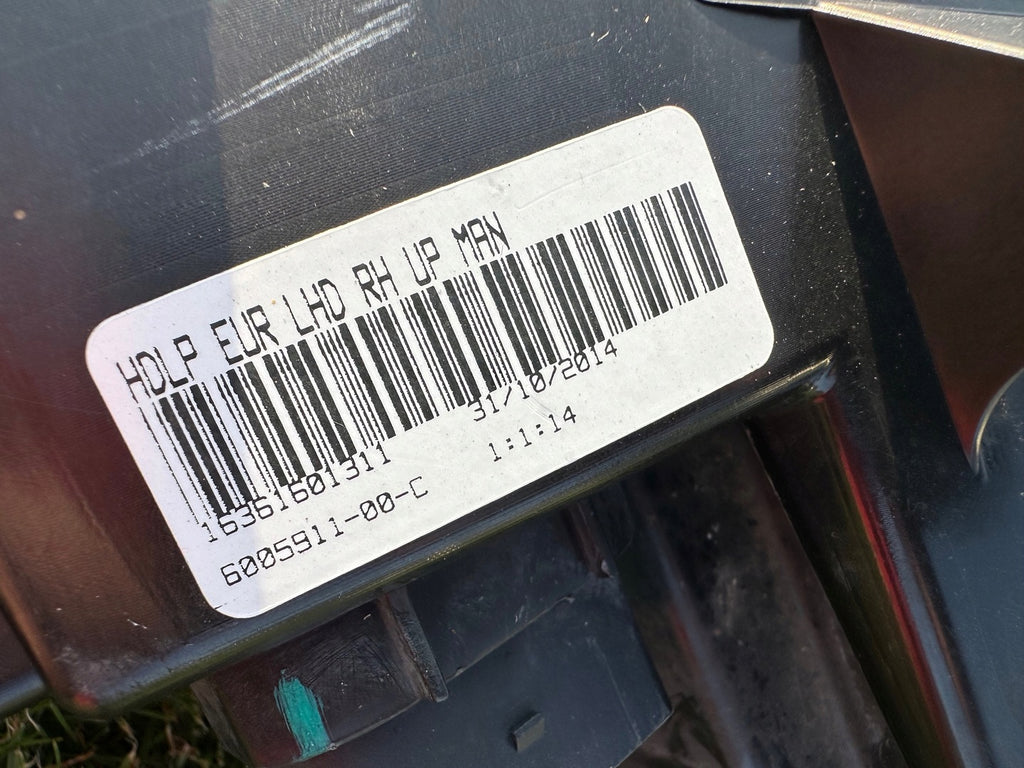 HDLP EUR LHD RH UP MAN
16361601311 31/10/2014
6005911-00-C 1:1:14